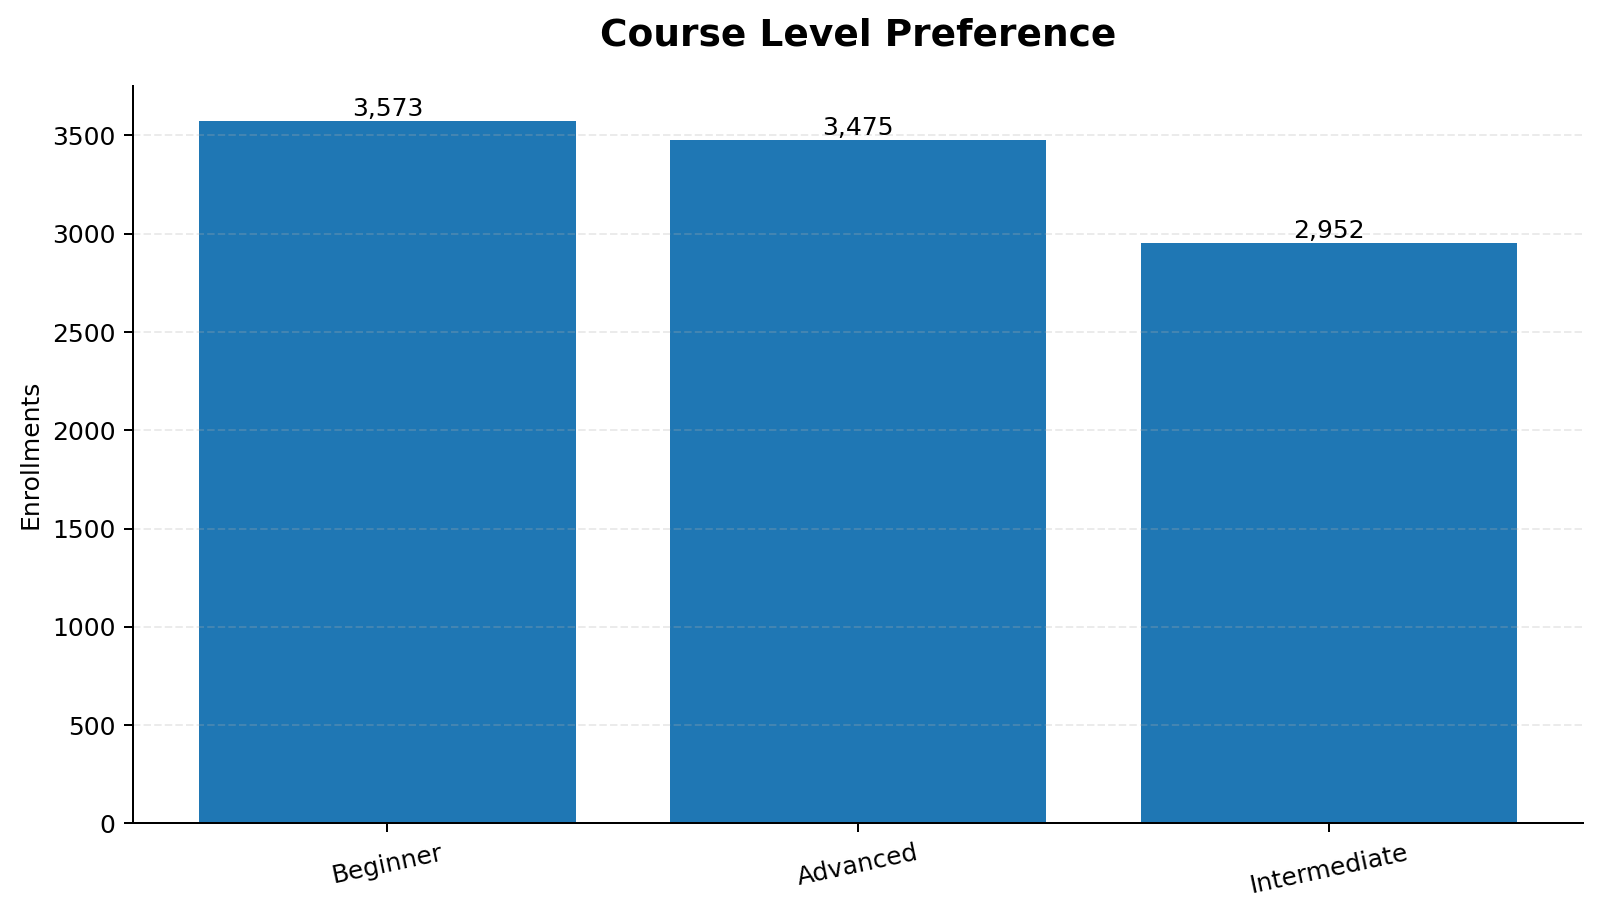 Course Level Preference
3,573
3,475
2,952
3500
3000
2500
2000
1500
1000
500
0
Enrollments
Beginner
Advanced
Intermediate